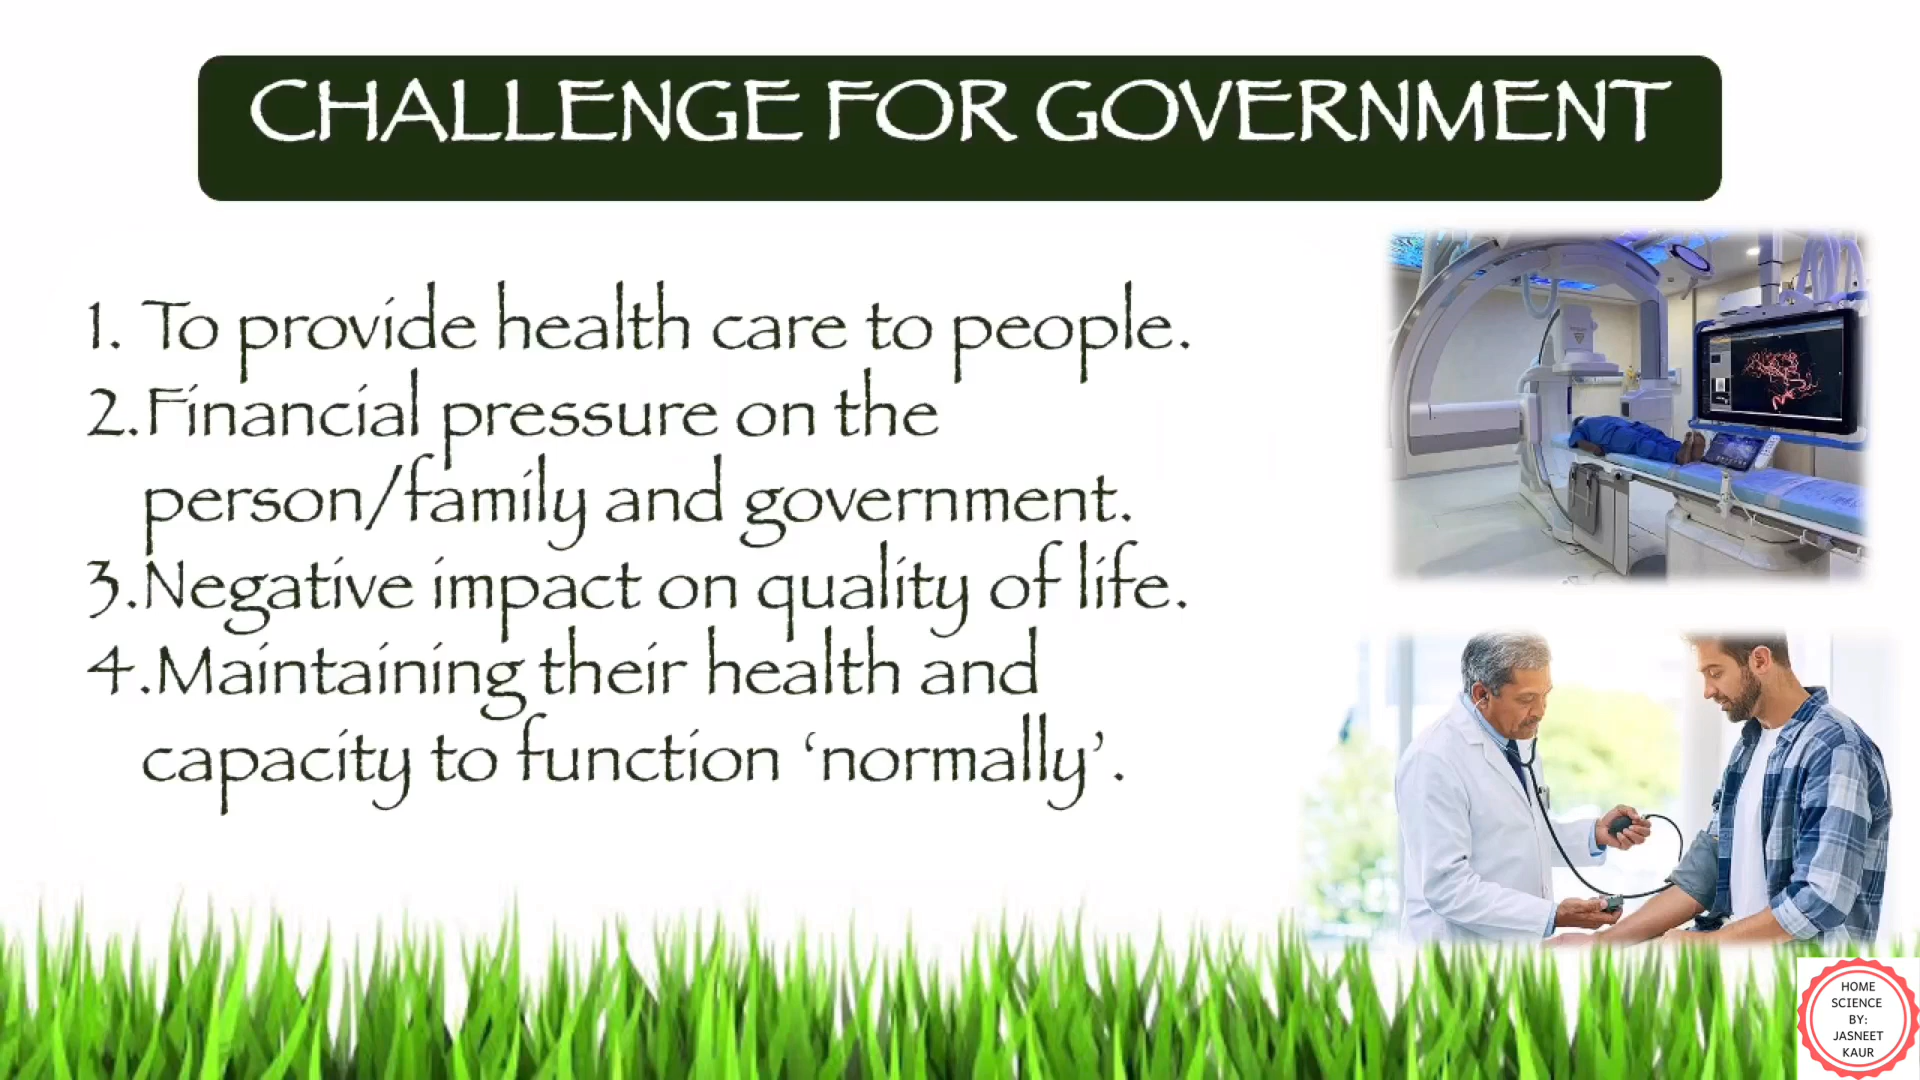 CHALLENGE FOR GOVERNMENT
1. To provide health care to people.
2.Financial pressure on the
person/family and government.
3.Negative impact on quality of life.
4.Maintaining their health and
capacity to function ‘normally’.
HOME
SCIENCE
BY:
JASNEET
KAUR